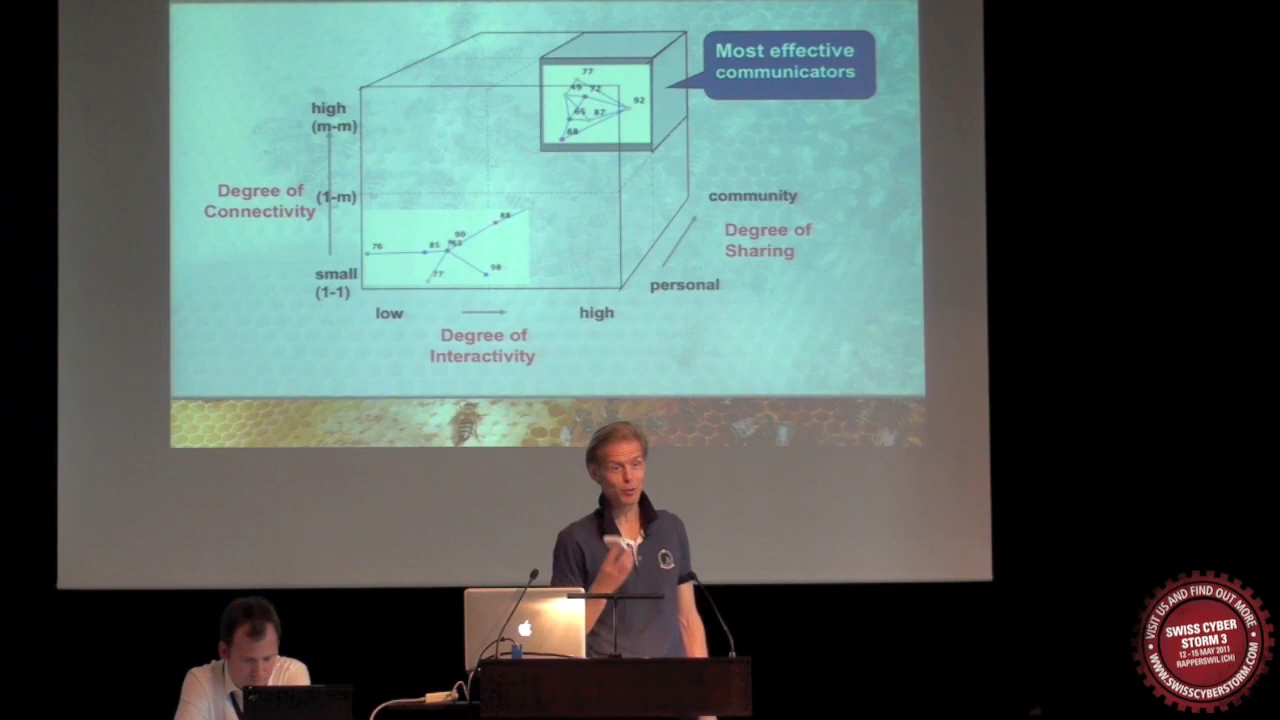 Most effective
communicators
77
49 72
92
65 87
68
high
(m-m)
Degree of
Connectivity
(1-m)
small
(1-1)
88
90
76
85
77
98
community
Degree of
Sharing
personal
low
high
Degree of
Interactivity
VISIT US AND FIND OUT MORE
SWISS CYBER
STORM 3
12 - 15 MAY 2011
RAPPERSWIL (CH)
WWW.SWISSCYBERSTORM.COM